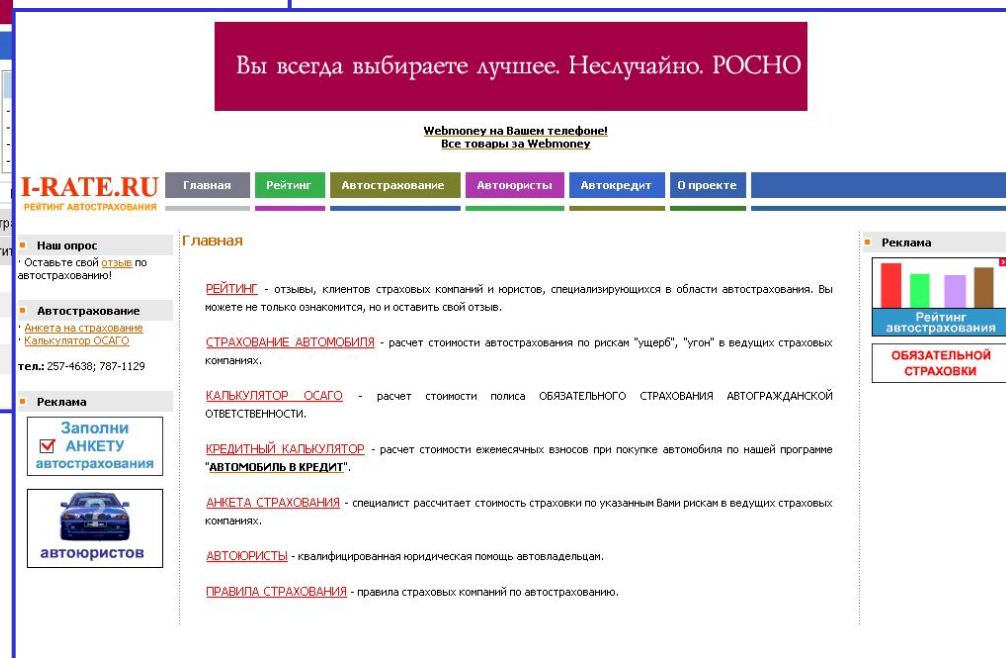 Вы всегда выбираете лучшее. Неслучайно. РОСНО
Webmoney на Вашем телефоне!
Все товары за Webmoney
I-RATE.RU
РЕЙТИНГ АВТОСТРАХОВАНИЯ
Главная Рейтинг Автострахование Автоюристы Автокредит О проекте
Наш опрос
· Оставьте свой отзыв по
автострахованию!
Автострахование
· Анкета на страхование
· Калькулятор ОСАГО
тел.: 257-4638; 787-1129
Реклама
Заполни
АНКЕТУ
автострахования
автоюристов
Главная
РЕЙТИНГ - отзывы, клиентов страховых компаний и юристов, специализирующихся в области автострахования. Вы
можете не только ознакомится, но и оставить свой отзыв.
СТРАХОВАНИЕ АВТОМОБИЛЯ - расчет стоимости автострахования по рискам "ущерб", "угон" в ведущих страховых
компаниях.
КАЛЬКУЛЯТОР ОСАГО - расчет стоимости полиса ОБЯЗАТЕЛЬНОГО СТРАХОВАНИЯ АВТОГРАЖДАНСКОЙ
ОТВЕТСТВЕННОСТИ.
КРЕДИТНЫЙ КАЛЬКУЛЯТОР - расчет стоимости ежемесячных взносов при покупке автомобиля по нашей программе
"АВТОМОБИЛЬ В КРЕДИТ".
АНКЕТА СТРАХОВАНИЯ - специалист рассчитает стоимость страховки по указанным Вами рискам в ведущих страховых
компаниях.
АВТОЮРИСТЫ - квалифицированная юридическая помощь автовладельцам.
ПРАВИЛА СТРАХОВАНИЯ - правила страховых компаний по автострахованию.
Реклама
Рейтинг
автострахования
ОБЯЗАТЕЛЬНОЙ
СТРАХОВКИ